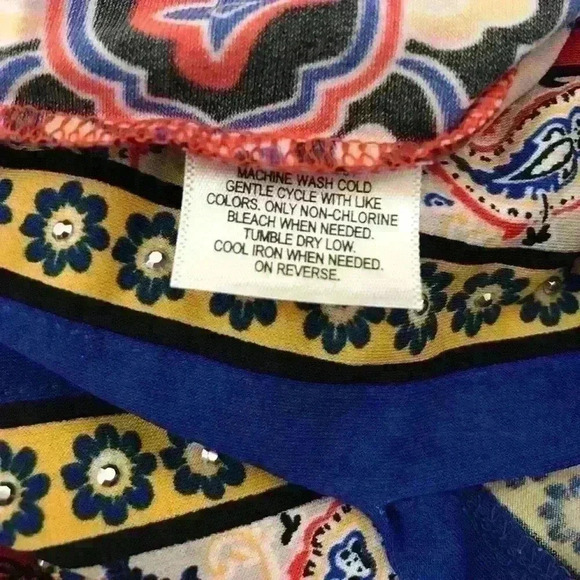 MACHINE WASH COLD
GENTLE CYCLE WITH LIKE
COLORS. ONLY NON-CHLORINE
BLEACH WHEN NEEDED.
TUMBLE DRY LOW.
COOL IRON WHEN NEEDED.
ON REVERSE.